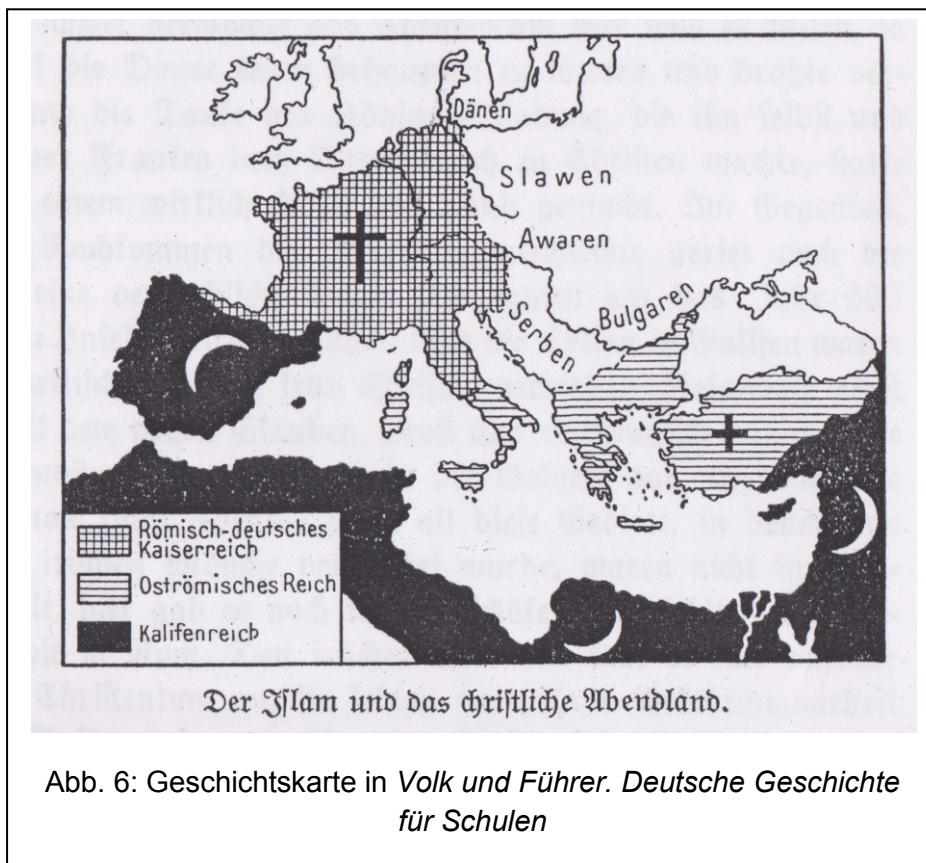 Dänen
Slawen
Awaren
Bulgaren
Serben
Römisch-deutsches
Kaiserreich
Oströmisches Reich
Kalifenreich
Der Islam und das christliche Abendland.
Abb. 6: Geschichtskarte in Volk und Führer. Deutsche Geschichte
für Schulen